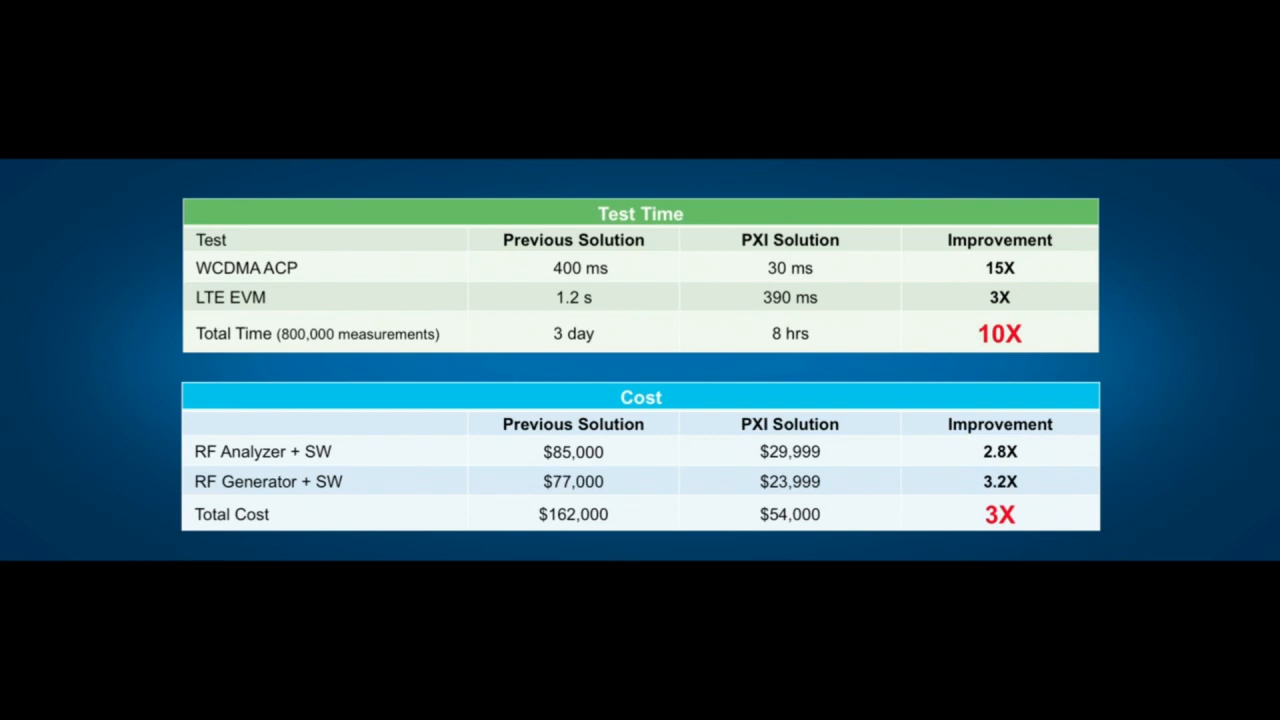 Test Time
Test Previous Solution PXI Solution Improvement
WCDMA ACP 400 ms 30 ms 15X
LTE EVM 1.2 s 390 ms 3X
Total Time (800,000 measurements) 3 day 8 hrs 10X
Cost
Previous Solution PXI Solution Improvement
RF Analyzer + SW $85,000 $29,999 2.8X
RF Generator + SW $77,000 $23,999 3.2X
Total Cost $162,000 $54,000 3X